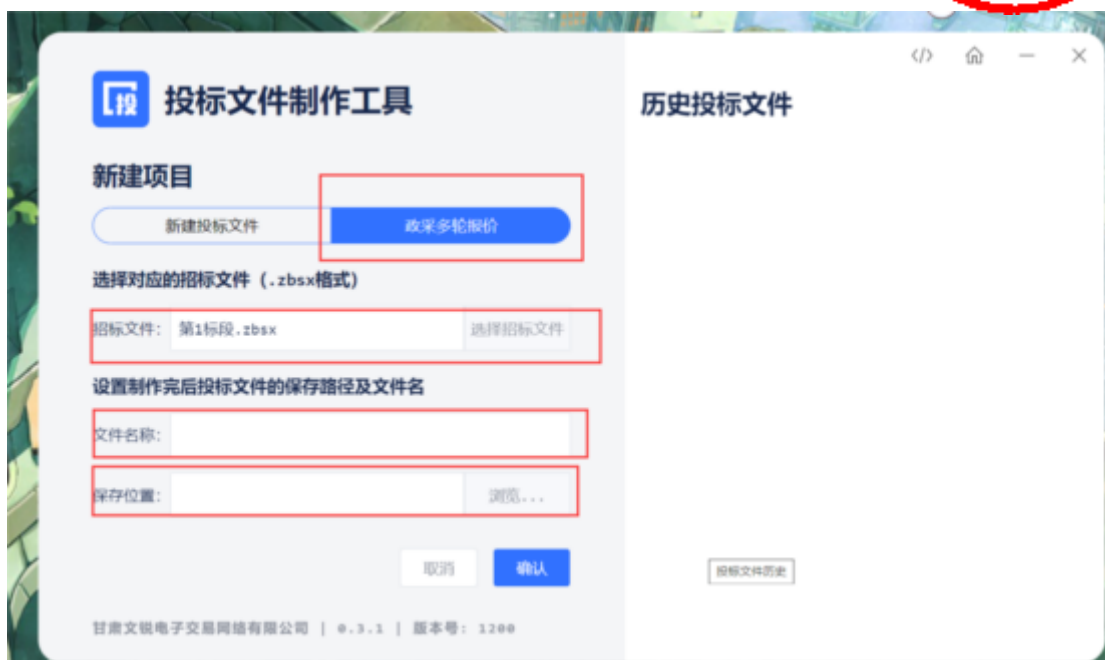 投标文件制作工具
新建项目
新建投标文件
政采多轮报价
选择对应的招标文件（.zbsx格式）
招标文件: 第1标段.zbsx 选择招标文件
设置制作完后投标文件的保存路径及文件名
文件名称:
保存位置: 浏览...
取消 确认
甘肃文锐电子交易网络有限公司 | 0.3.1 | 版本号: 1200
历史投标文件
投标文件历史